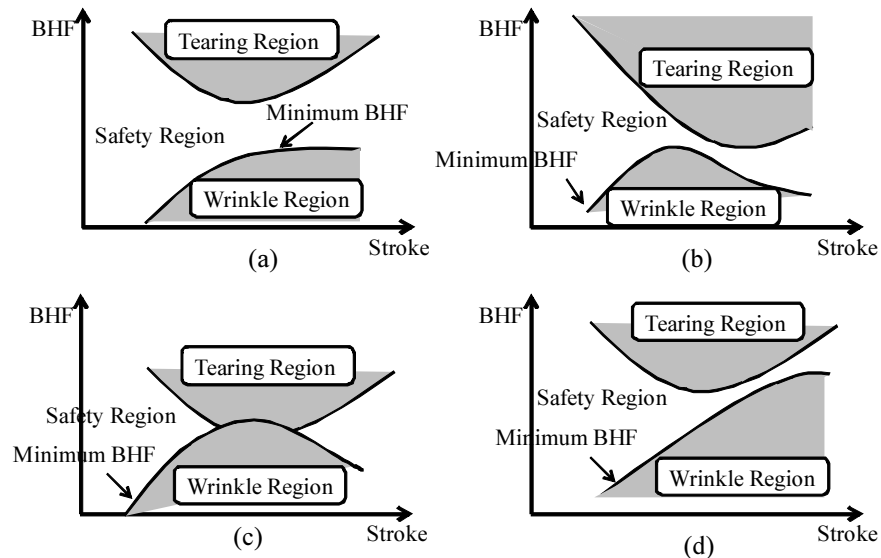 BHF
Tearing Region
Minimum BHF
Safety Region
Wrinkle Region
Stroke
(a)
BHF
Tearing Region
Safety Region
Minimum BHF
Wrinkle Region
Stroke
(b)
BHF
Tearing Region
Safety Region
Minimum BHF
Wrinkle Region
Stroke
(c)
BHF
Tearing Region
Safety Region
Minimum BHF
Wrinkle Region
Stroke
(d)